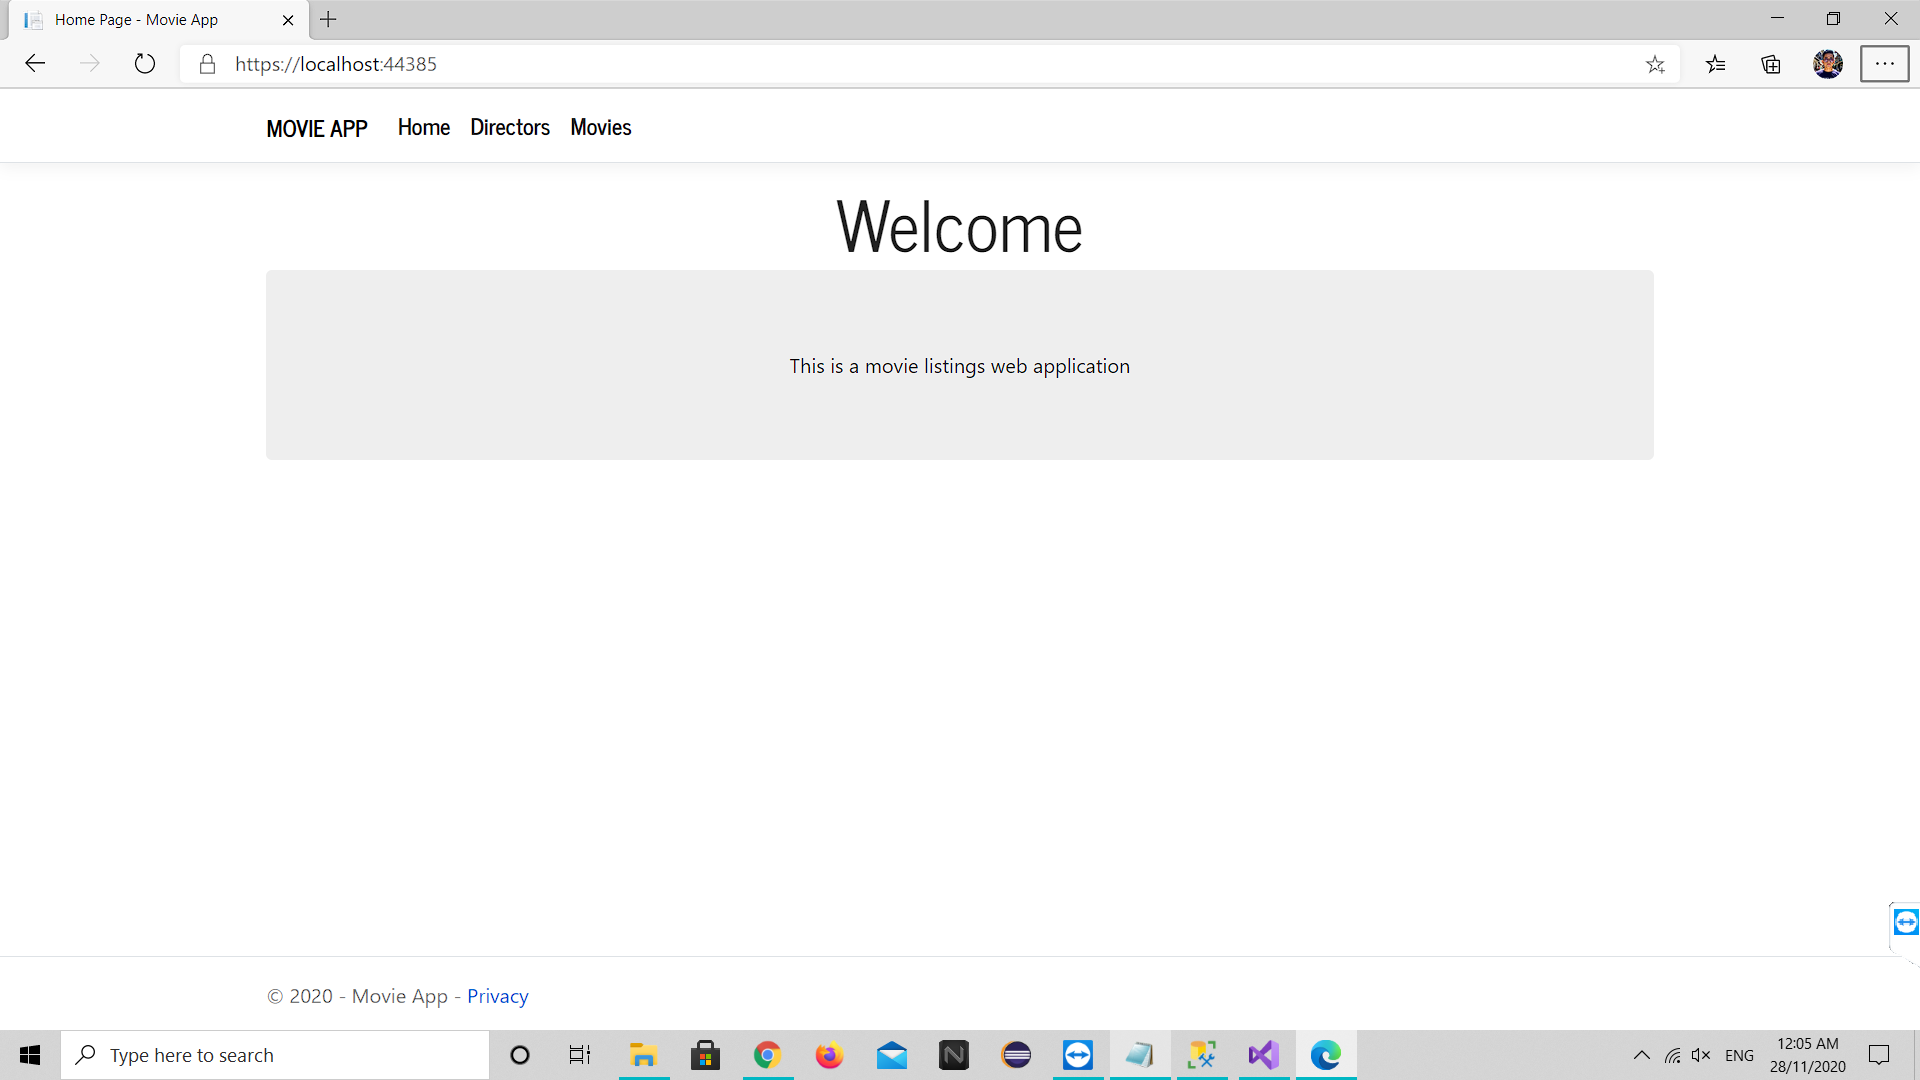 Home Page - Movie App
https://localhost:44385
MOVIE APP Home Directors Movies
Welcome
This is a movie listings web application
© 2020 - Movie App - Privacy
Type here to search
N
ENG
12:05 AM
28/11/2020